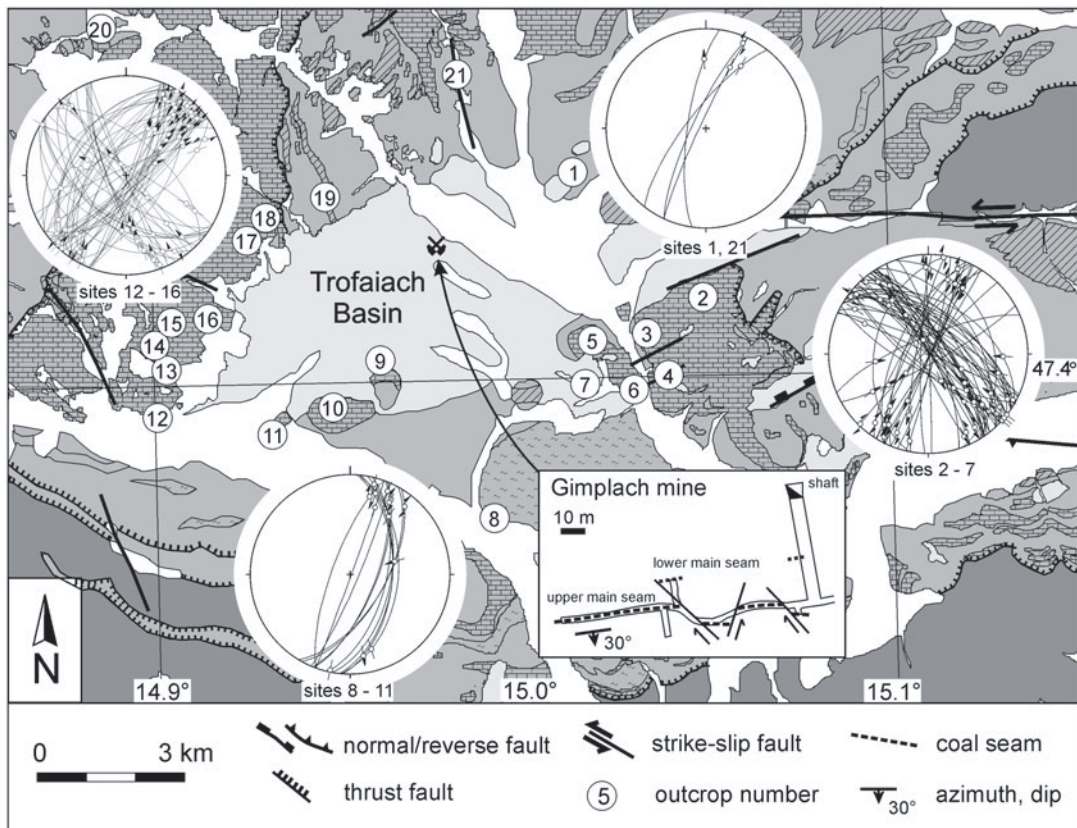 20
21
1
19
18
17
sites 1, 21
sites 12 - 16
Trofaiach
Basin
2
3
15
16
14
5
13
9
7
4
47.4°
6
12
10
11
sites 2 - 7
Gimplach mine
shaft
10 m
8
lower main seam
upper main seam
30°
N
14.9°
sites 8 - 11
15.0°
15.1°
0 3 km
normal/reverse fault
strike-slip fault
coal seam
thrust fault
5 outcrop number
30° azimuth, dip